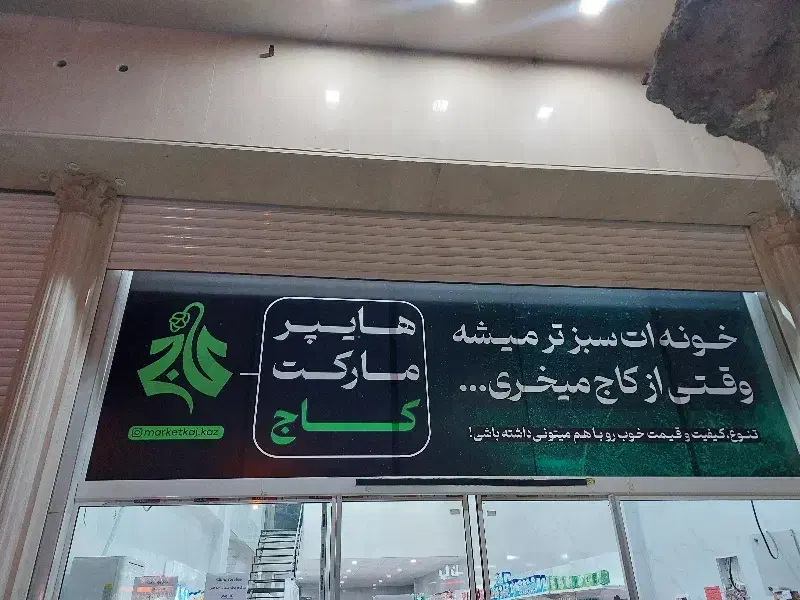 خونه ات سبز تر میشه
وقتی از کاج میخری...
تنوع، کیفیت و قیمت خوب رو با هم میتونی داشته باشی!
هایپر
مارکت
کاج
کاج
marketkaj.kaz